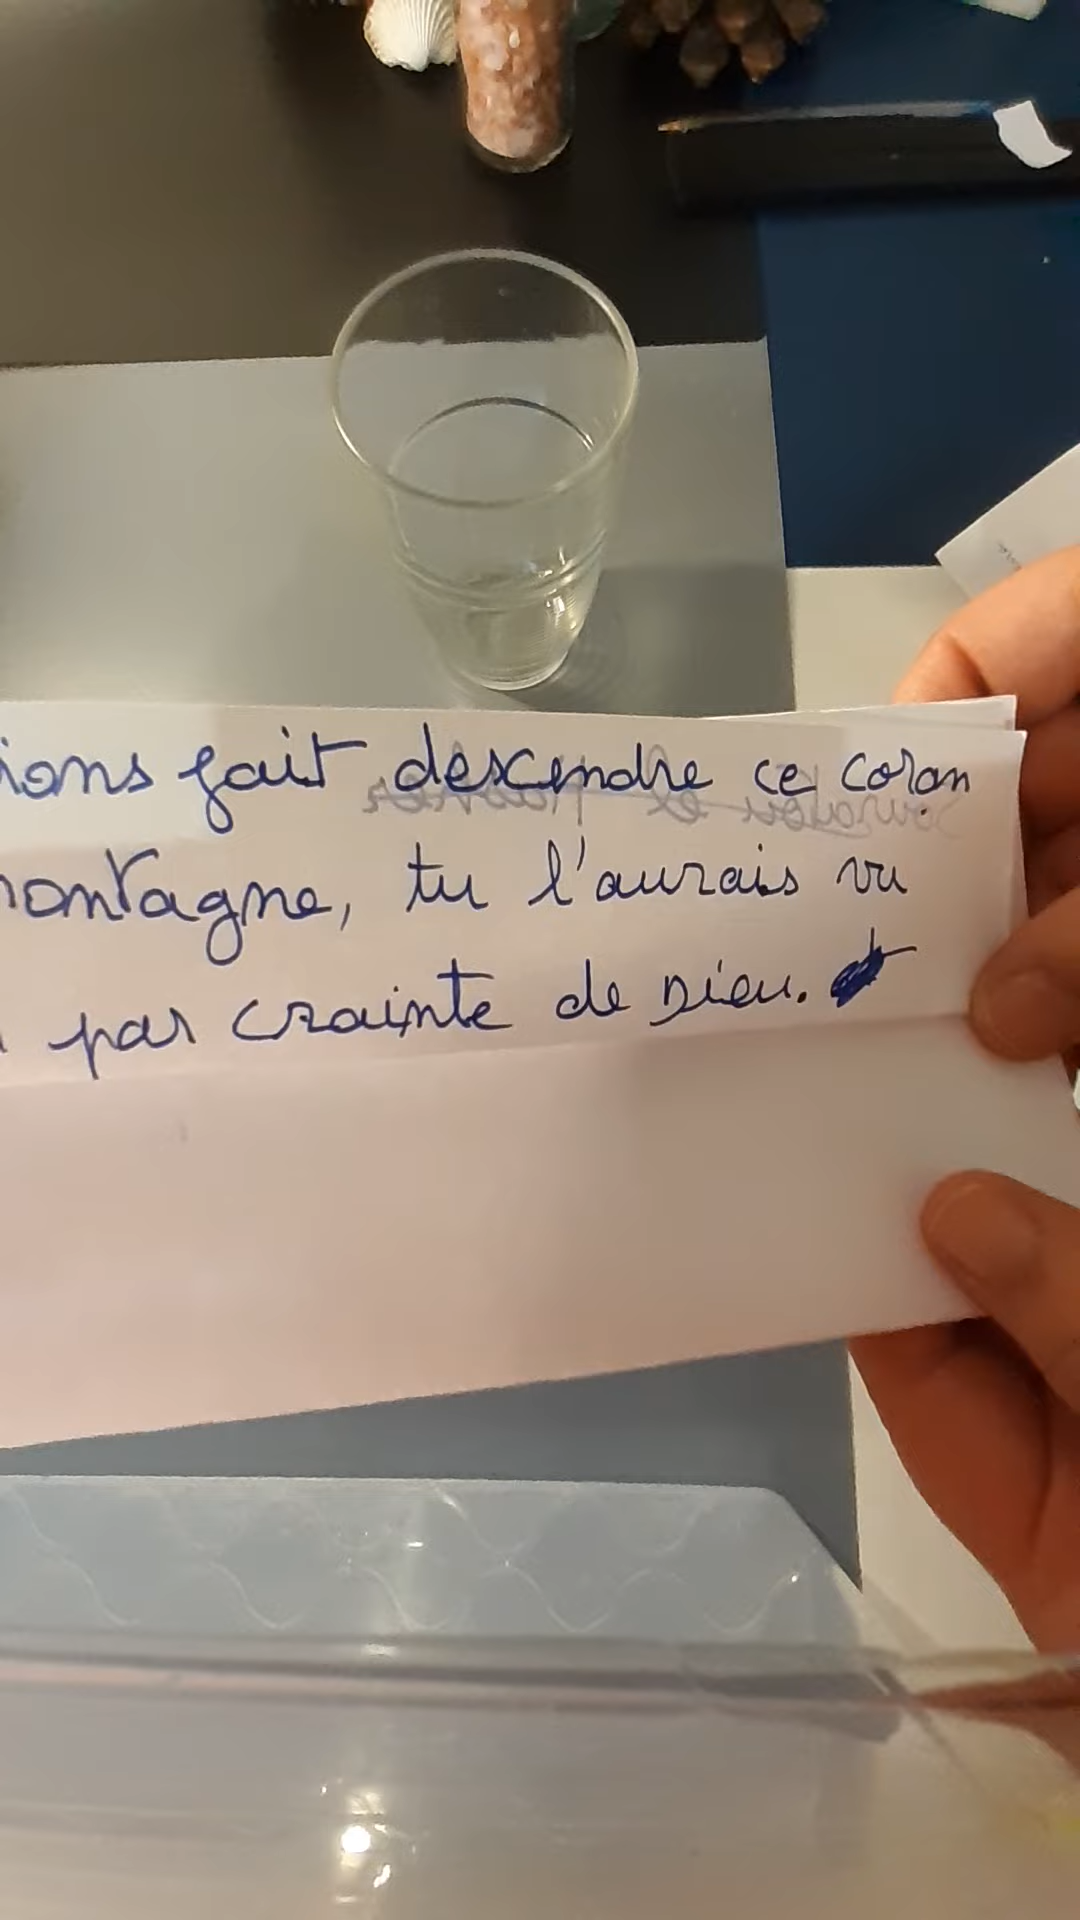 ions fait descendre ce coran
montagne, tu l'aurais vu
par crainte de Dieu.